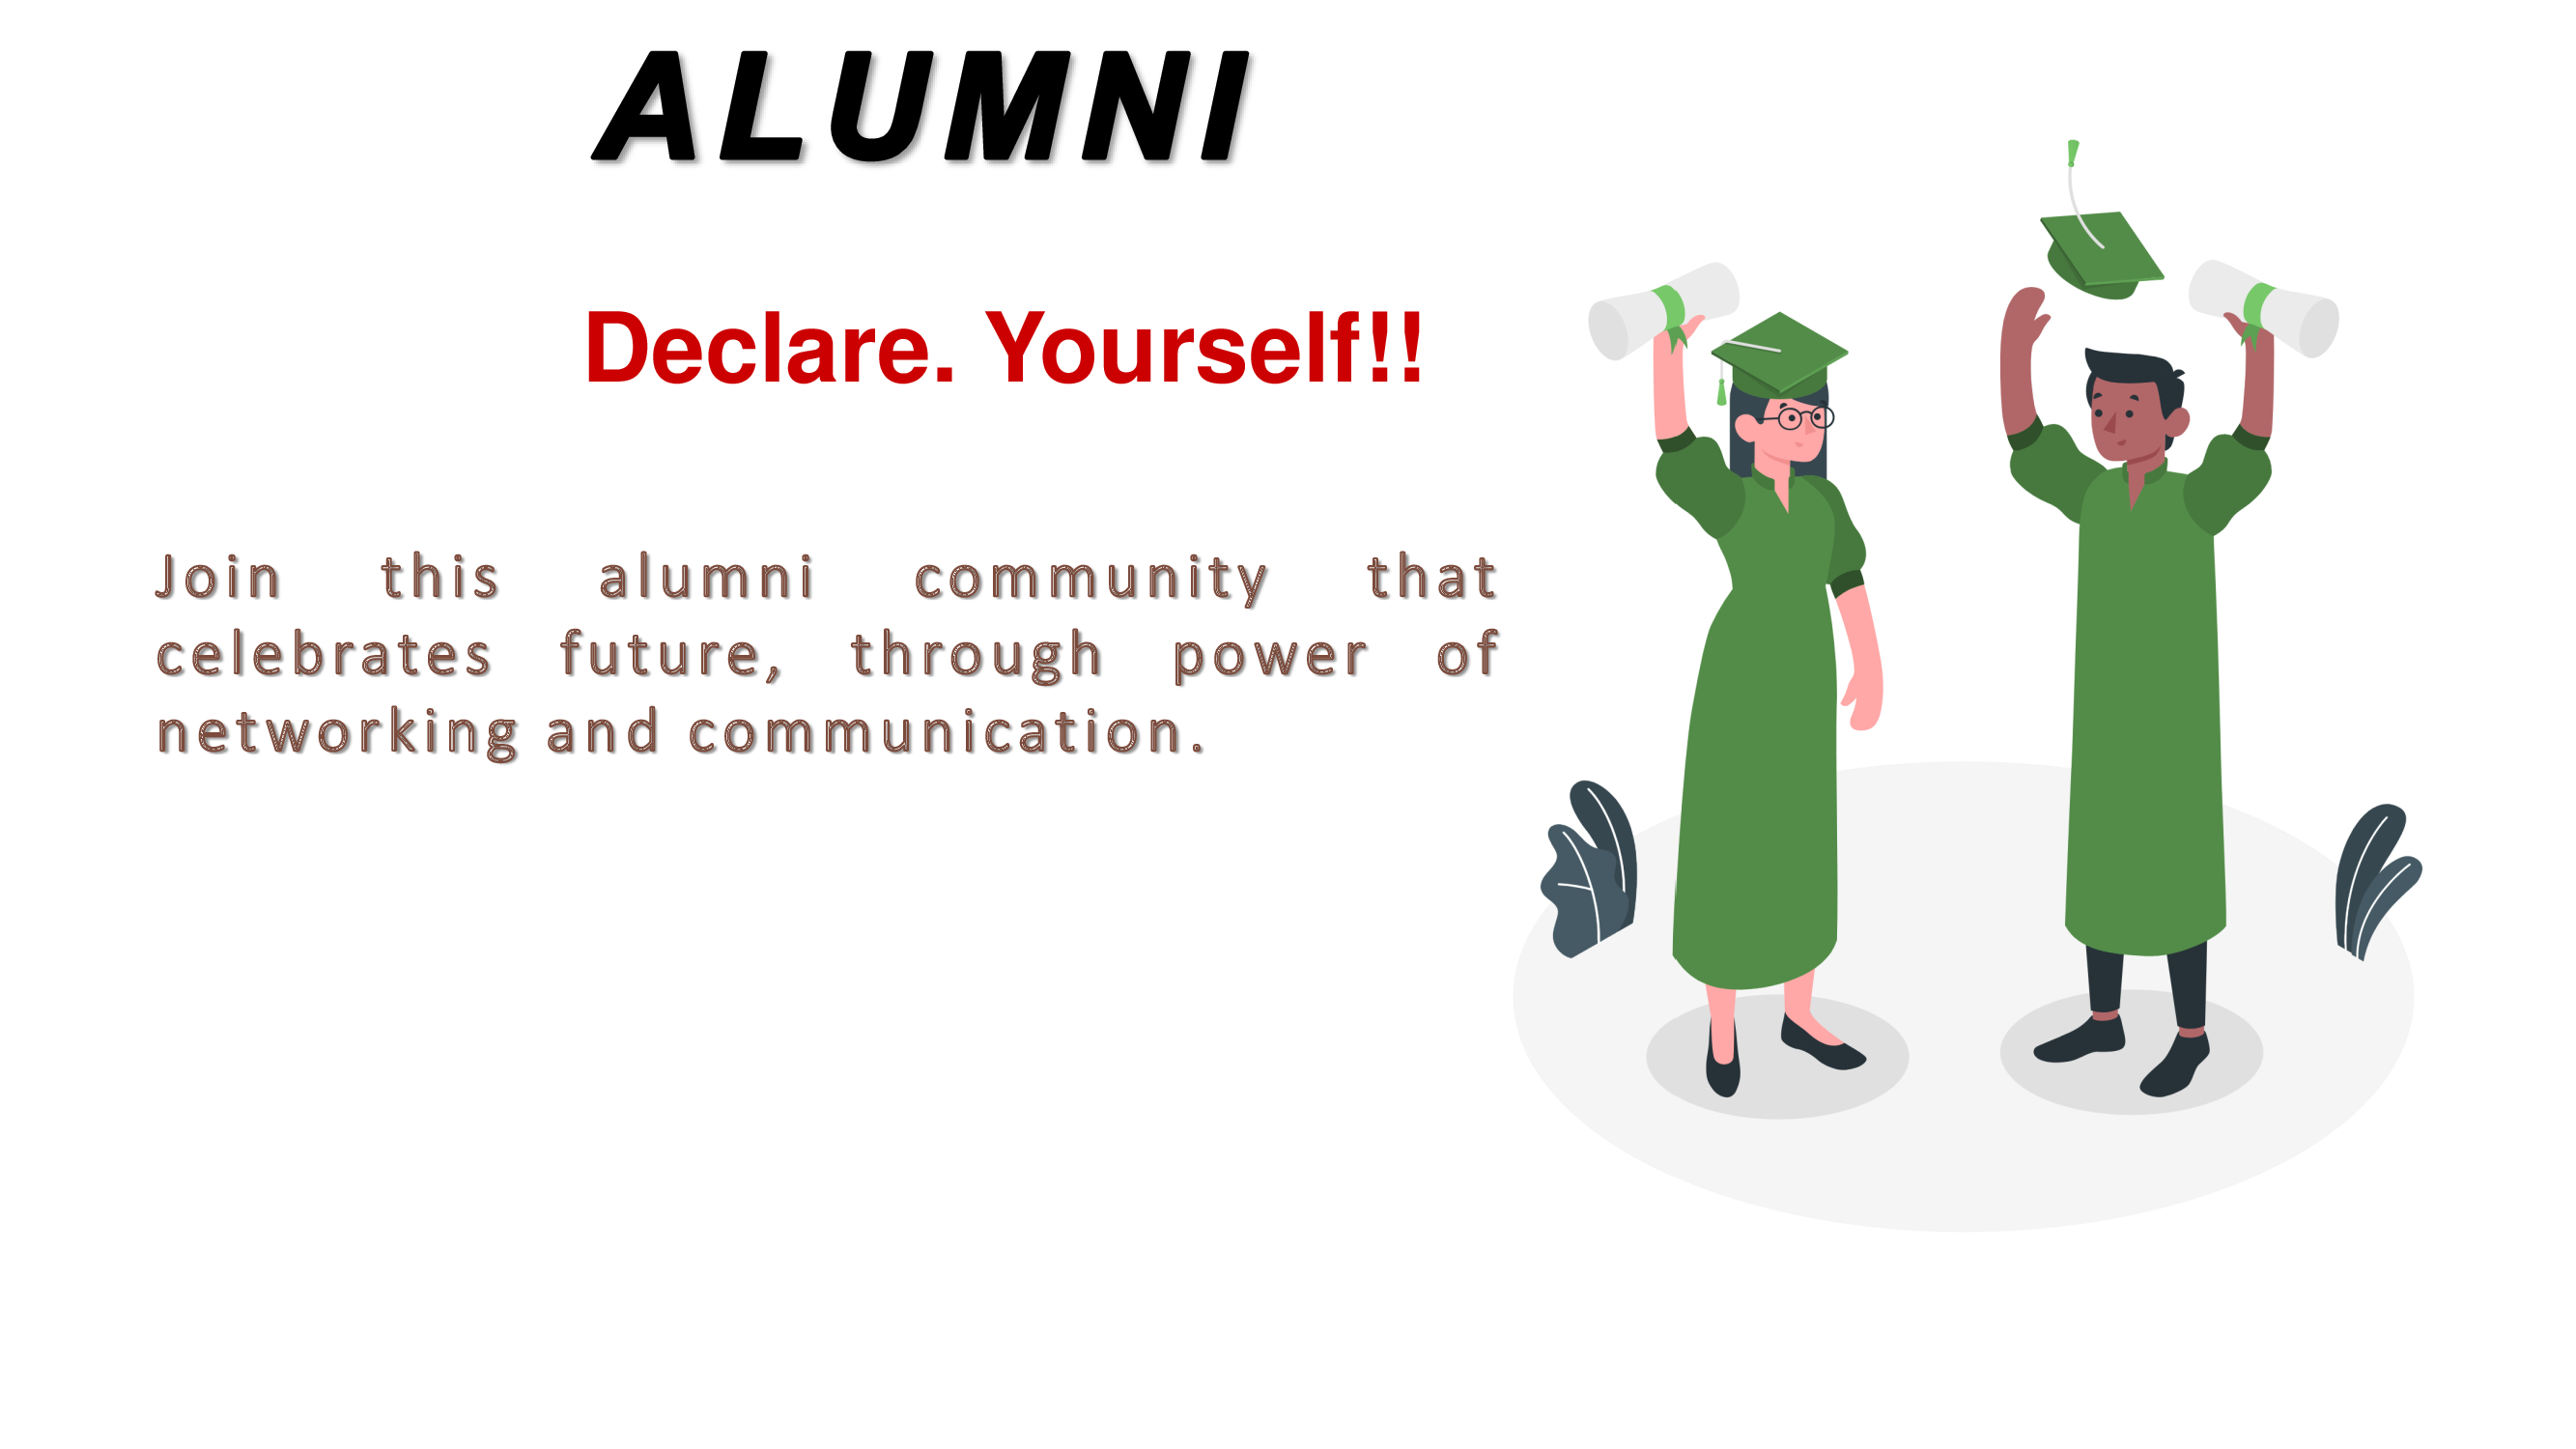 ALUMNI
Declare. Yourself!!
Join this alumni community that
celebrates future, through power of
networking and communication.